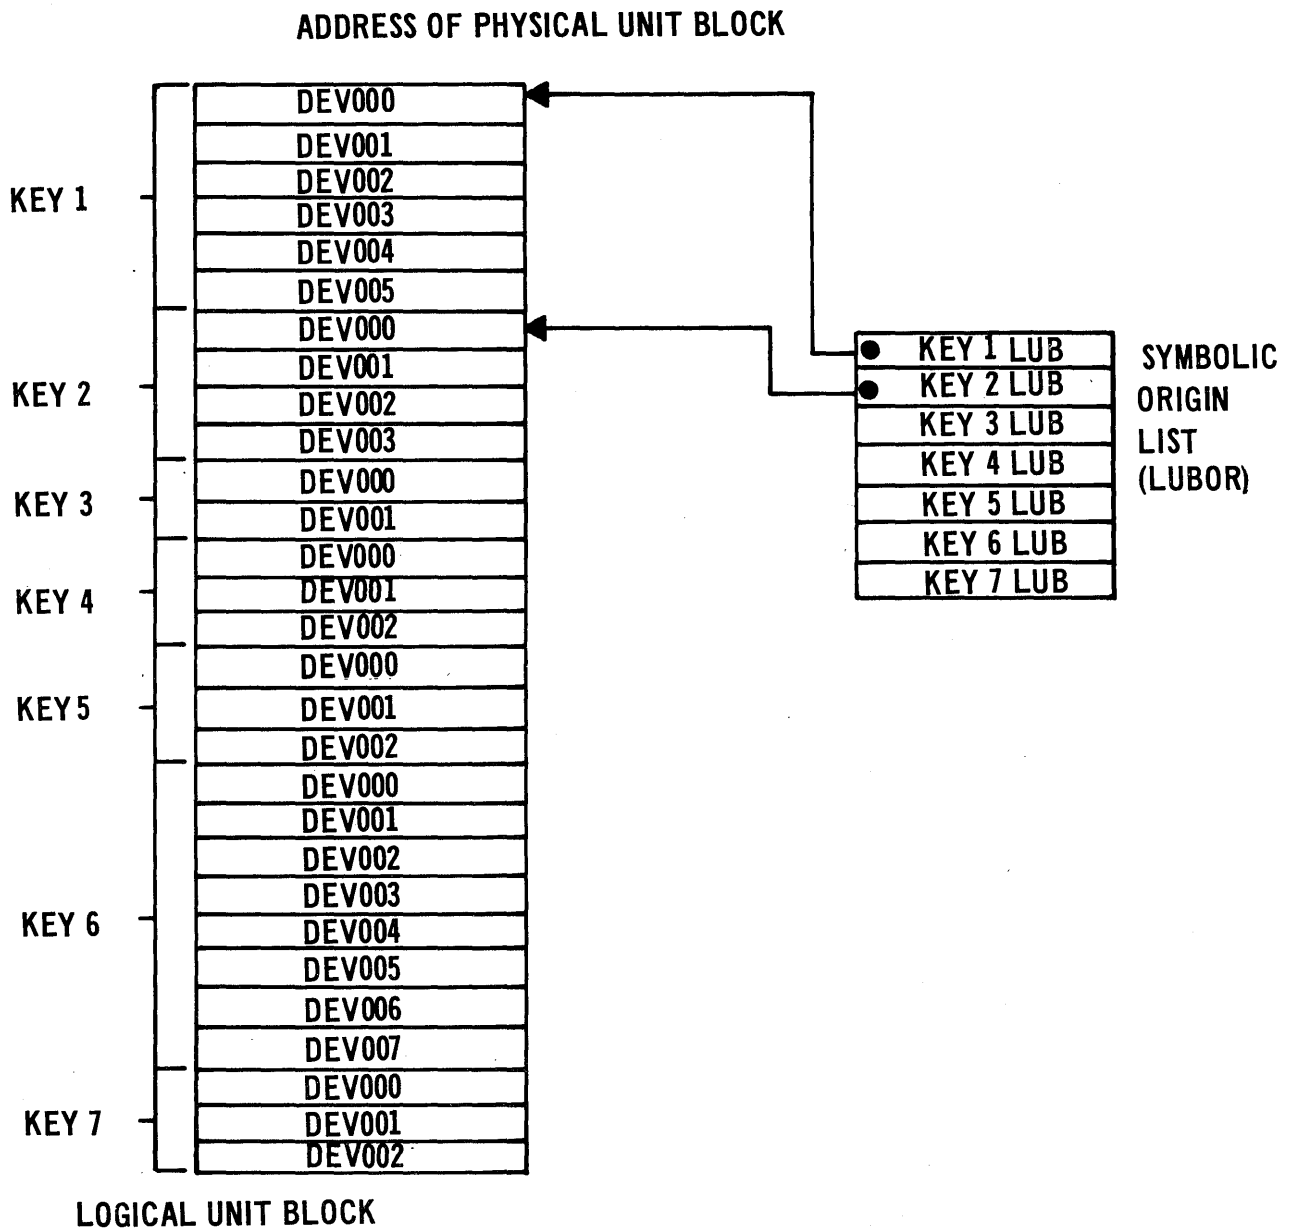 ADDRESS OF PHYSICAL UNIT BLOCK
KEY 1
DEV000
DEV001
DEV002
DEV003
DEV004
DEV005
KEY 2
DEV000
DEV001
DEV002
DEV003
KEY 3
DEV000
DEV001
KEY 4
DEV000
DEV001
DEV002
KEY 5
DEV000
DEV001
DEV002
KEY 6
DEV000
DEV001
DEV002
DEV003
DEV004
DEV005
DEV006
DEV007
KEY 7
DEV000
DEV001
DEV002
LOGICAL UNIT BLOCK
KEY 1 LUB
KEY 2 LUB
KEY 3 LUB
KEY 4 LUB
KEY 5 LUB
KEY 6 LUB
KEY 7 LUB
SYMBOLIC
ORIGIN
LIST
(LUBOR)